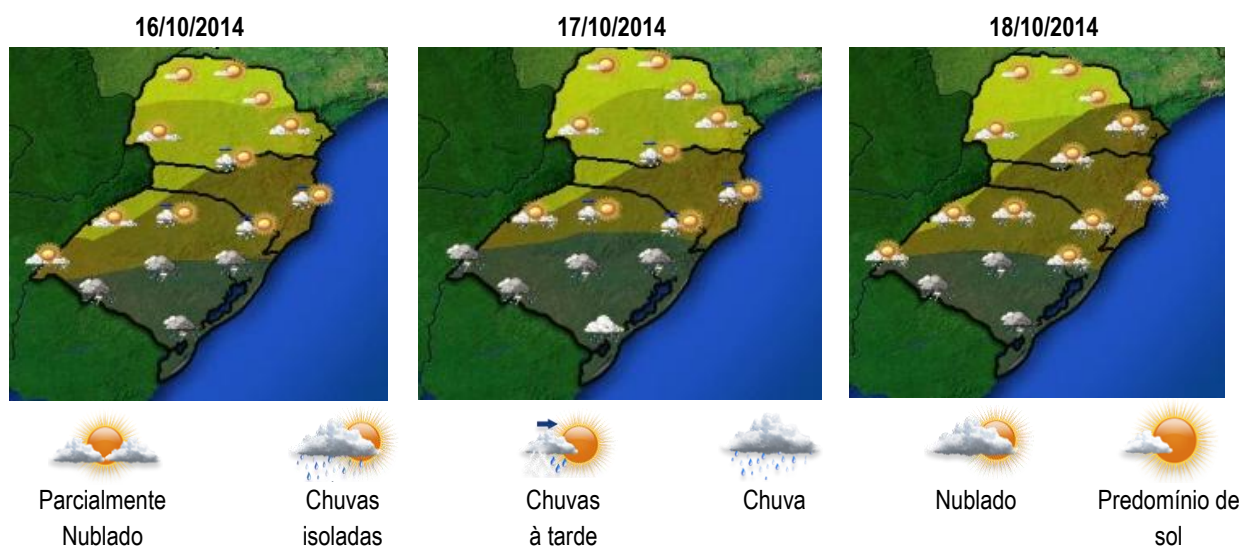 16/10/2014
17/10/2014
18/10/2014
Parcialmente
Nublado
Chuvas
isoladas
Chuvas
à tarde
Chuva
Nublado
Predomínio de
sol